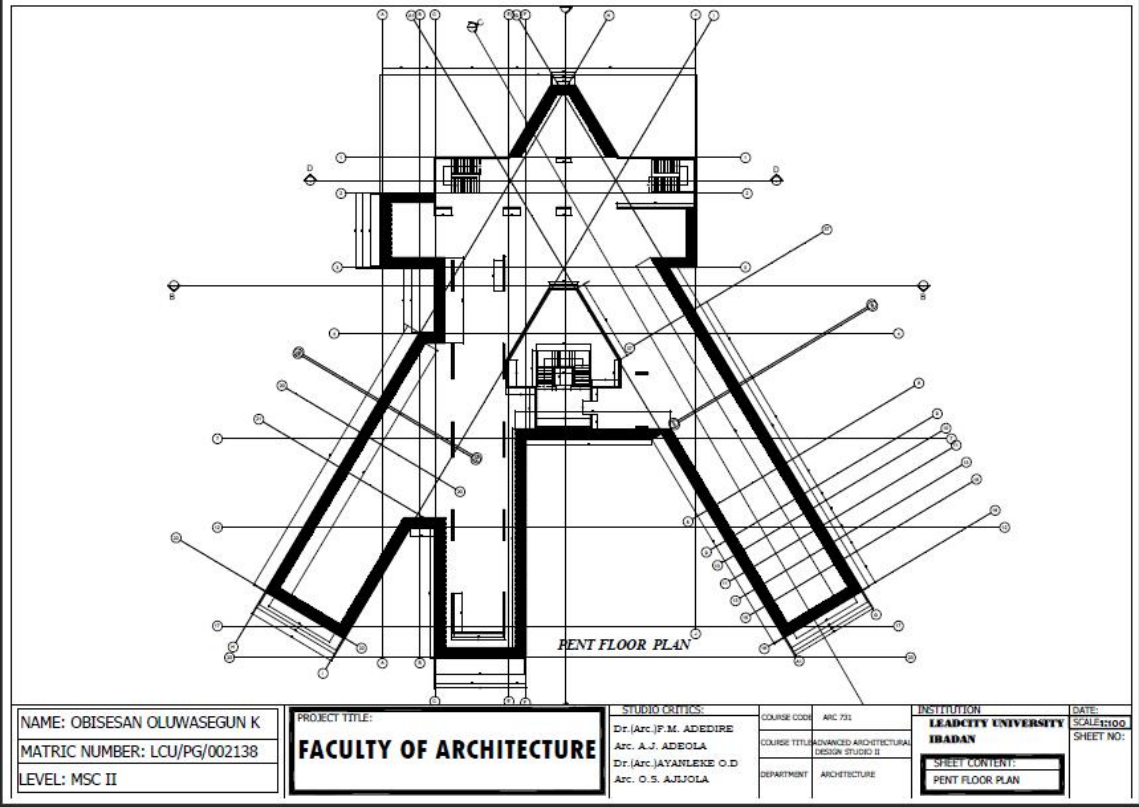 D
D
B
B
PENT FLOOR PLAN
NAME: OBISESAN OLUWASEGUN K
MATRIC NUMBER: LCU/PG/002138
LEVEL: MSC II
PROJECT TITLE:
FACULTY OF ARCHITECTURE
STUDIO CRITICS:
Dr.(Arc.)F.M. ADEDIRE
Arc. A.J. ADEOLA
Dr.(Arc.)AYANLEKE O.D
Arc. O.S. AJIJOLA
COURSE CODE ARC 731
COURSE TITLE ADVANCED ARCHITECTURAL
DESIGN STUDIO II
DEPARTMENT ARCHITECTURE
INSTITUTION
LEADCITY UNIVERSITY
IBADAN
SHEET CONTENT:
PENT FLOOR PLAN
DATE:
SCALE1:100
SHEET NO: